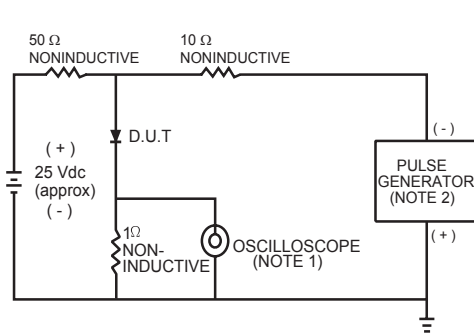 50 Ω
NONINDUCTIVE
10 Ω
NONINDUCTIVE
( + )
25 Vdc
(approx)
( - )
D.U.T
1Ω
NON-
INDUCTIVE
OSCILLOSCOPE
(NOTE 1)
( - )
PULSE
GENERATOR
(NOTE 2)
( + )